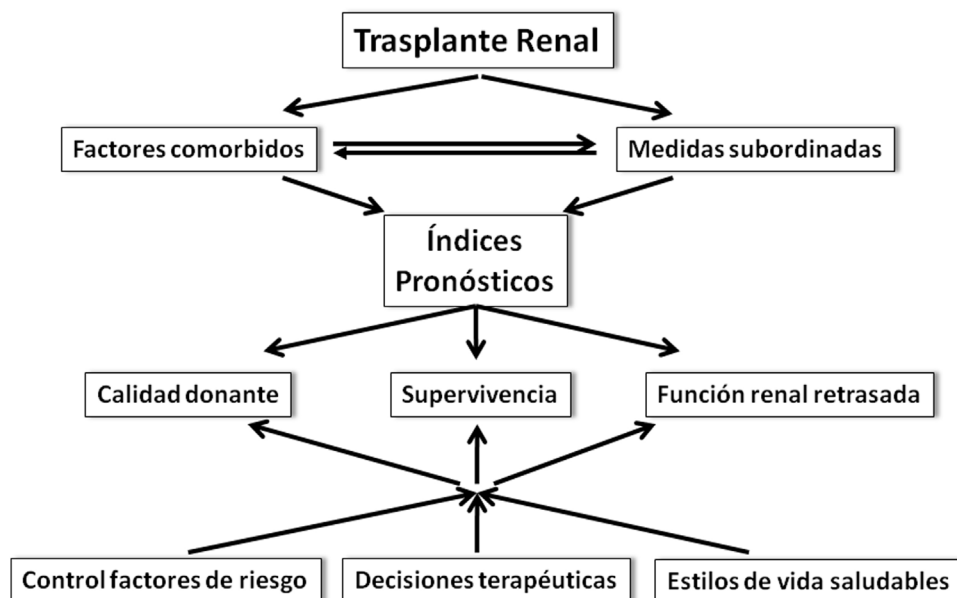 Trasplante Renal
Factores comorbidos
Medidas subordinadas
Índices
Pronósticos
Calidad donante
Supervivencia
Función renal retrasada
Control factores de riesgo
Decisiones terapéuticas
Estilos de vida saludables